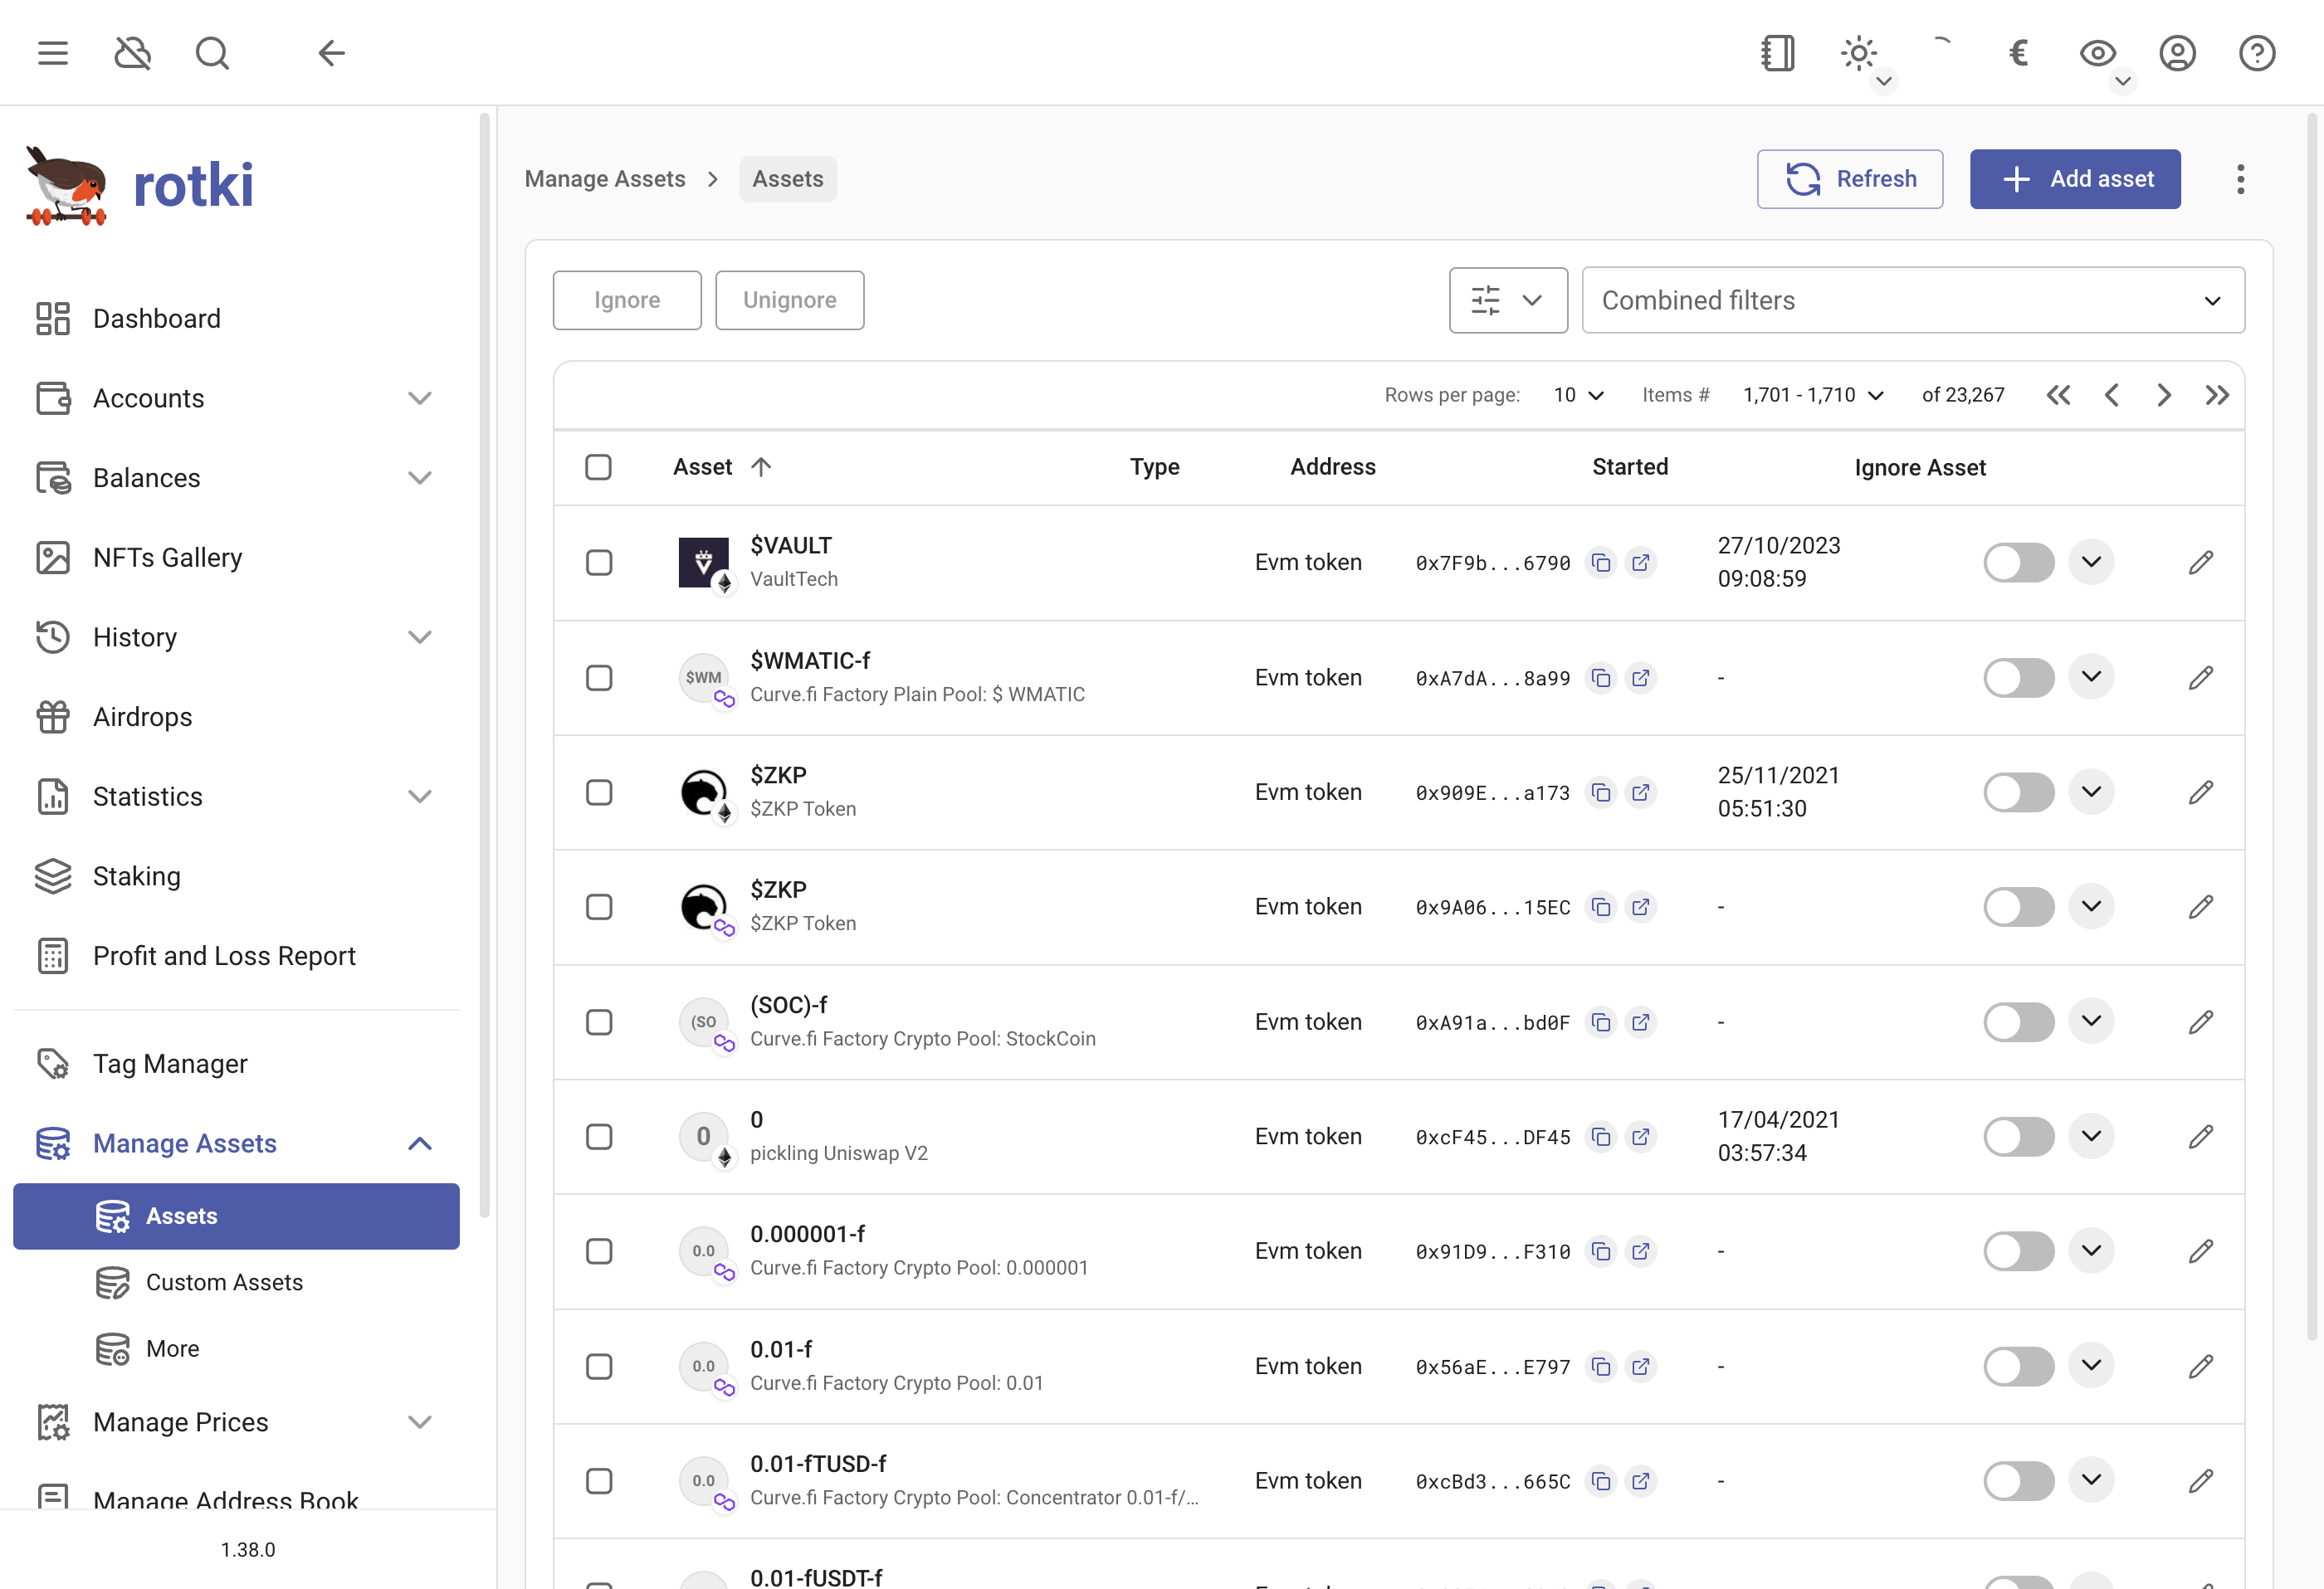 €
rotki
Manage Assets
Assets
Refresh
Add asset
Dashboard
Accounts
Balances
NFTs Gallery
History
Airdrops
Statistics
Staking
Profit and Loss Report
Tag Manager
Manage Assets
Assets
Custom Assets
More
Manage Prices
Manage Address Book
1.38.0
Ignore
Unignore
Combined filters
Rows per page: 10 Items # 1,701 - 1,710 of 23,267
Asset Type Address Started Ignore Asset
$VAULT
VaultTech
Evm token 0x7F9b...6790
27/10/2023
09:08:59
$WM
$WMATIC-f
Curve.fi Factory Plain Pool: $ WMATIC
Evm token 0xA7dA...8a99 -
$ZKP
$ZKP Token
Evm token 0x909E...a173
25/11/2021
05:51:30
$ZKP
$ZKP Token
Evm token 0x9A06...15EC -
(SO
(SOC)-f
Curve.fi Factory Crypto Pool: StockCoin
Evm token 0xA91a...bd0F -
0
0
pickling Uniswap V2
Evm token 0xcF45...DF45
17/04/2021
03:57:34
0.0
0.000001-f
Curve.fi Factory Crypto Pool: 0.000001
Evm token 0x91D9...F310 -
0.0
0.01-f
Curve.fi Factory Crypto Pool: 0.01
Evm token 0x56aE...E797 -
0.0
0.01-fTUSD-f
Curve.fi Factory Crypto Pool: Concentrator 0.01-f/...
Evm token 0xcBd3...665C -
0.01-fUSDT-f